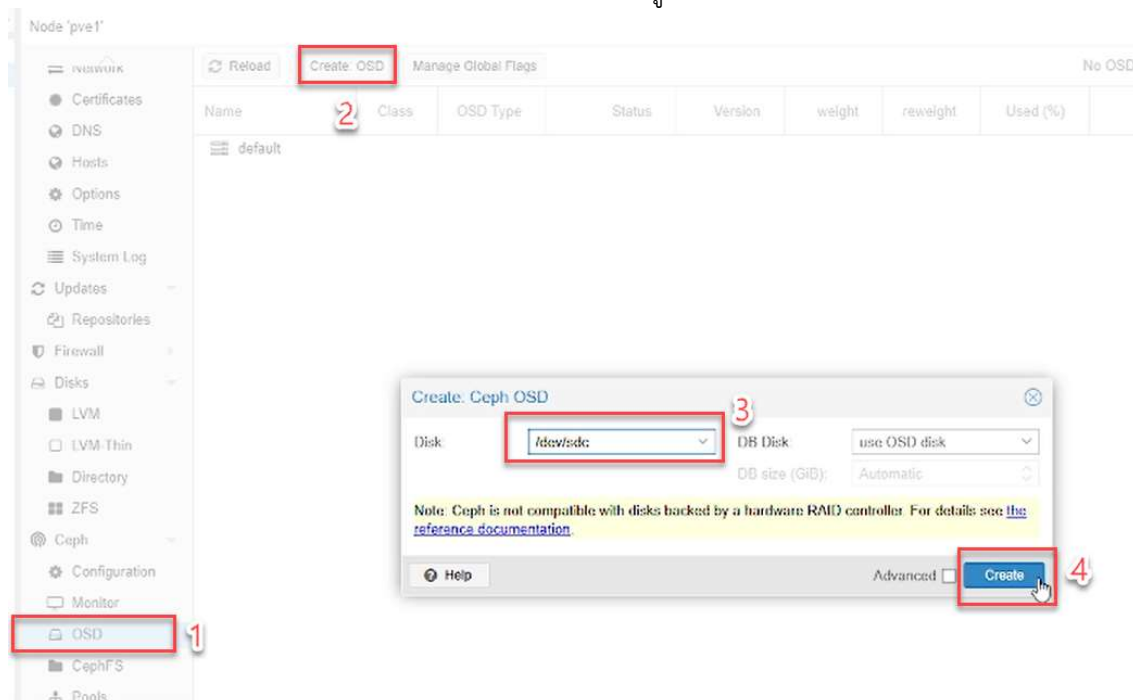 Node 'pve1'
Network
Certificates
DNS
Hosts
Options
Time
System Log
Updates
Repositories
Firewall
Disks
LVM
LVM-Thin
Directory
ZFS
Ceph
Configuration
Monitor
OSD 1
CephFS
Pools
Reload Create: OSD Manage Global Flags No OSD
2
Name Class OSD Type Status Version weight reweight Used (%)
default
Create: Ceph OSD
3
Disk: /dev/sdc DB Disk: use OSD disk
DB size (GiB): Automatic
Note: Ceph is not compatible with disks backed by a hardware RAID controller. For details see the
reference documentation.
Help Advanced Create 4